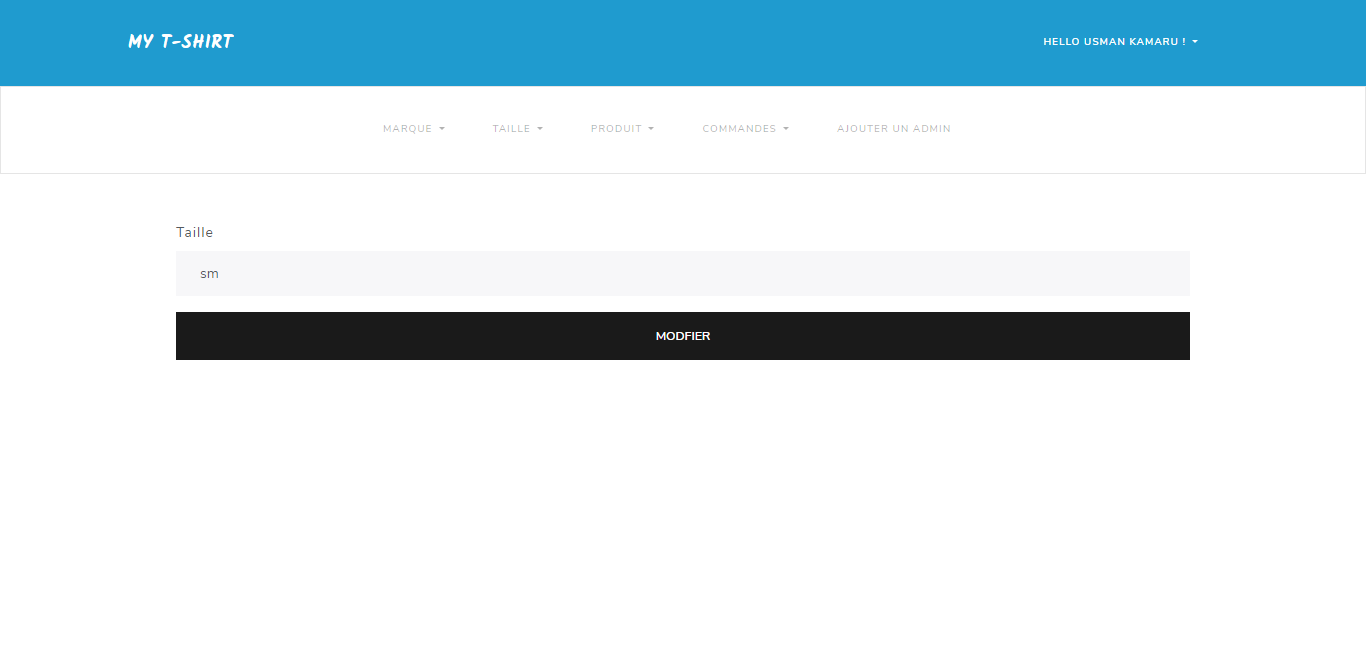 MY T-SHIRT
HELLO USMAN KAMARU !
MARQUE TAILLE PRODUIT COMMANDES AJOUTER UN ADMIN
Taille
sm
MODFIER